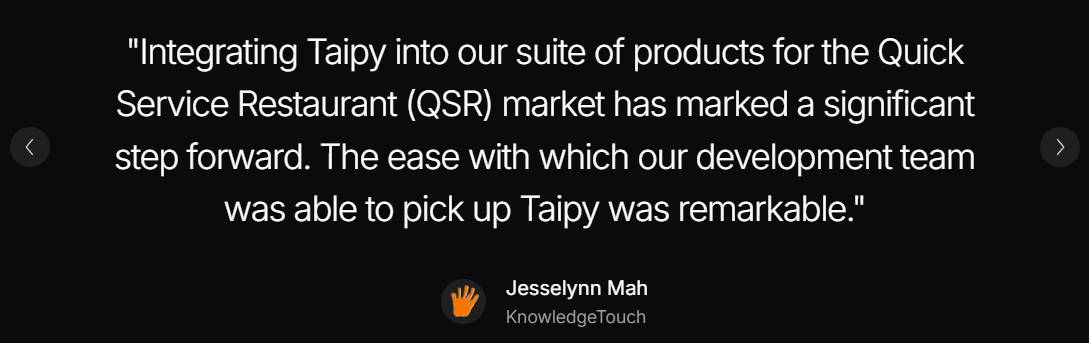 "Integrating Taipy into our suite of products for the Quick
Service Restaurant (QSR) market has marked a significant
step forward. The ease with which our development team
was able to pick up Taipy was remarkable."
Jesselynn Mah
KnowledgeTouch